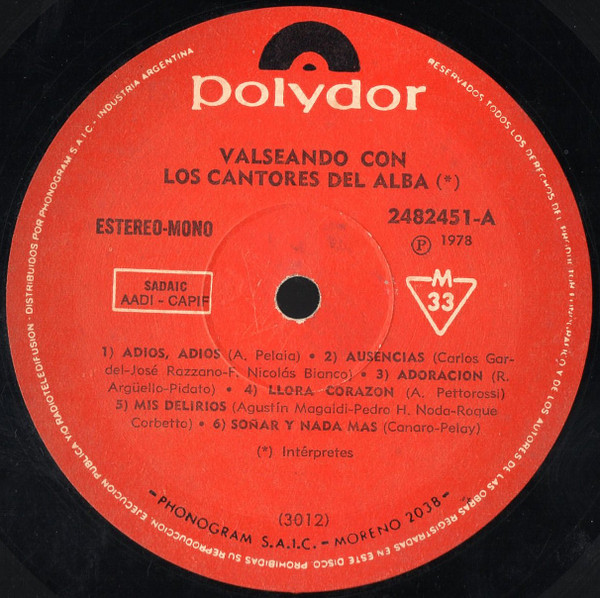 polydor
VALSEANDO CON
LOS CANTORES DEL ALBA (*)
ESTEREO-MONO
2482451-A
Ⓟ 1978
SADAIC
AADI - CAPIF
M
33
1) ADIOS, ADIOS (A. Pelaia) • 2) AUSENCIAS (Carlos Gar-
del-José Razzano-F. Nicolás Bianco) • 3) ADORACION (R.
Argüello-Pidato) • 4) LLORA CORAZON (A. Pettorossi)
5) MIS DELIRIOS (Agustín Magaldi-Pedro H. Noda-Roque
Corbetto) • 6) SOÑAR Y NADA MAS (Canaro-Pelay)
(*) Intérpretes
(3012)
-PHONOGRAM S.A.I.C. - MORENO 2038-
RESERVADOS TODOS LOS DERECHOS DEL PRODUCTOR Y DE LOS AUTORES DE LAS OBRAS REGISTRADAS EN ESTE DISCO. PROHIBIDAS SU REPRODUCCION, EJECUCION PUBLICA Y/O RADIOTELEDIFUSION - DISTRIBUIDOS POR PHONOGRAM S.A.I.C. - INDUSTRIA ARGENTINA